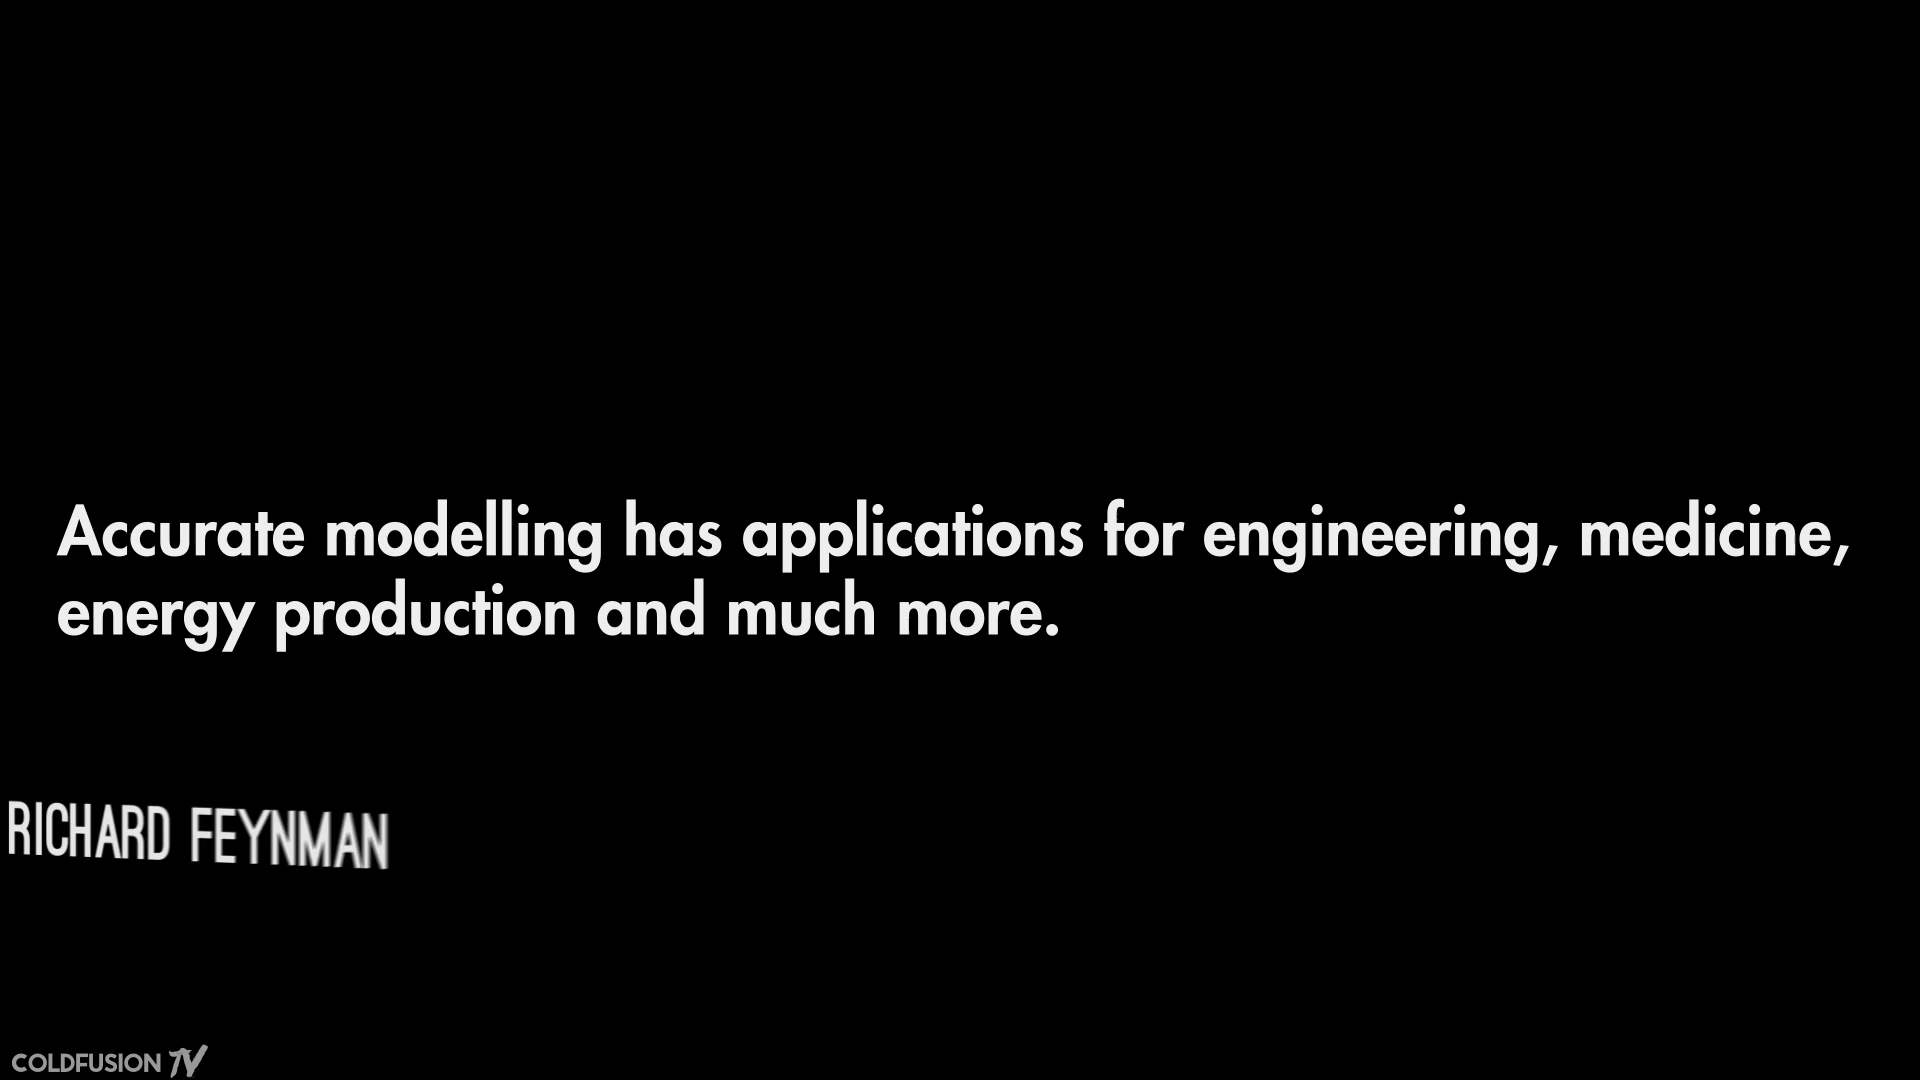 Accurate modelling has applications for engineering, medicine,
energy production and much more.
RICHARD FEYNMAN
COLDFUSION TV